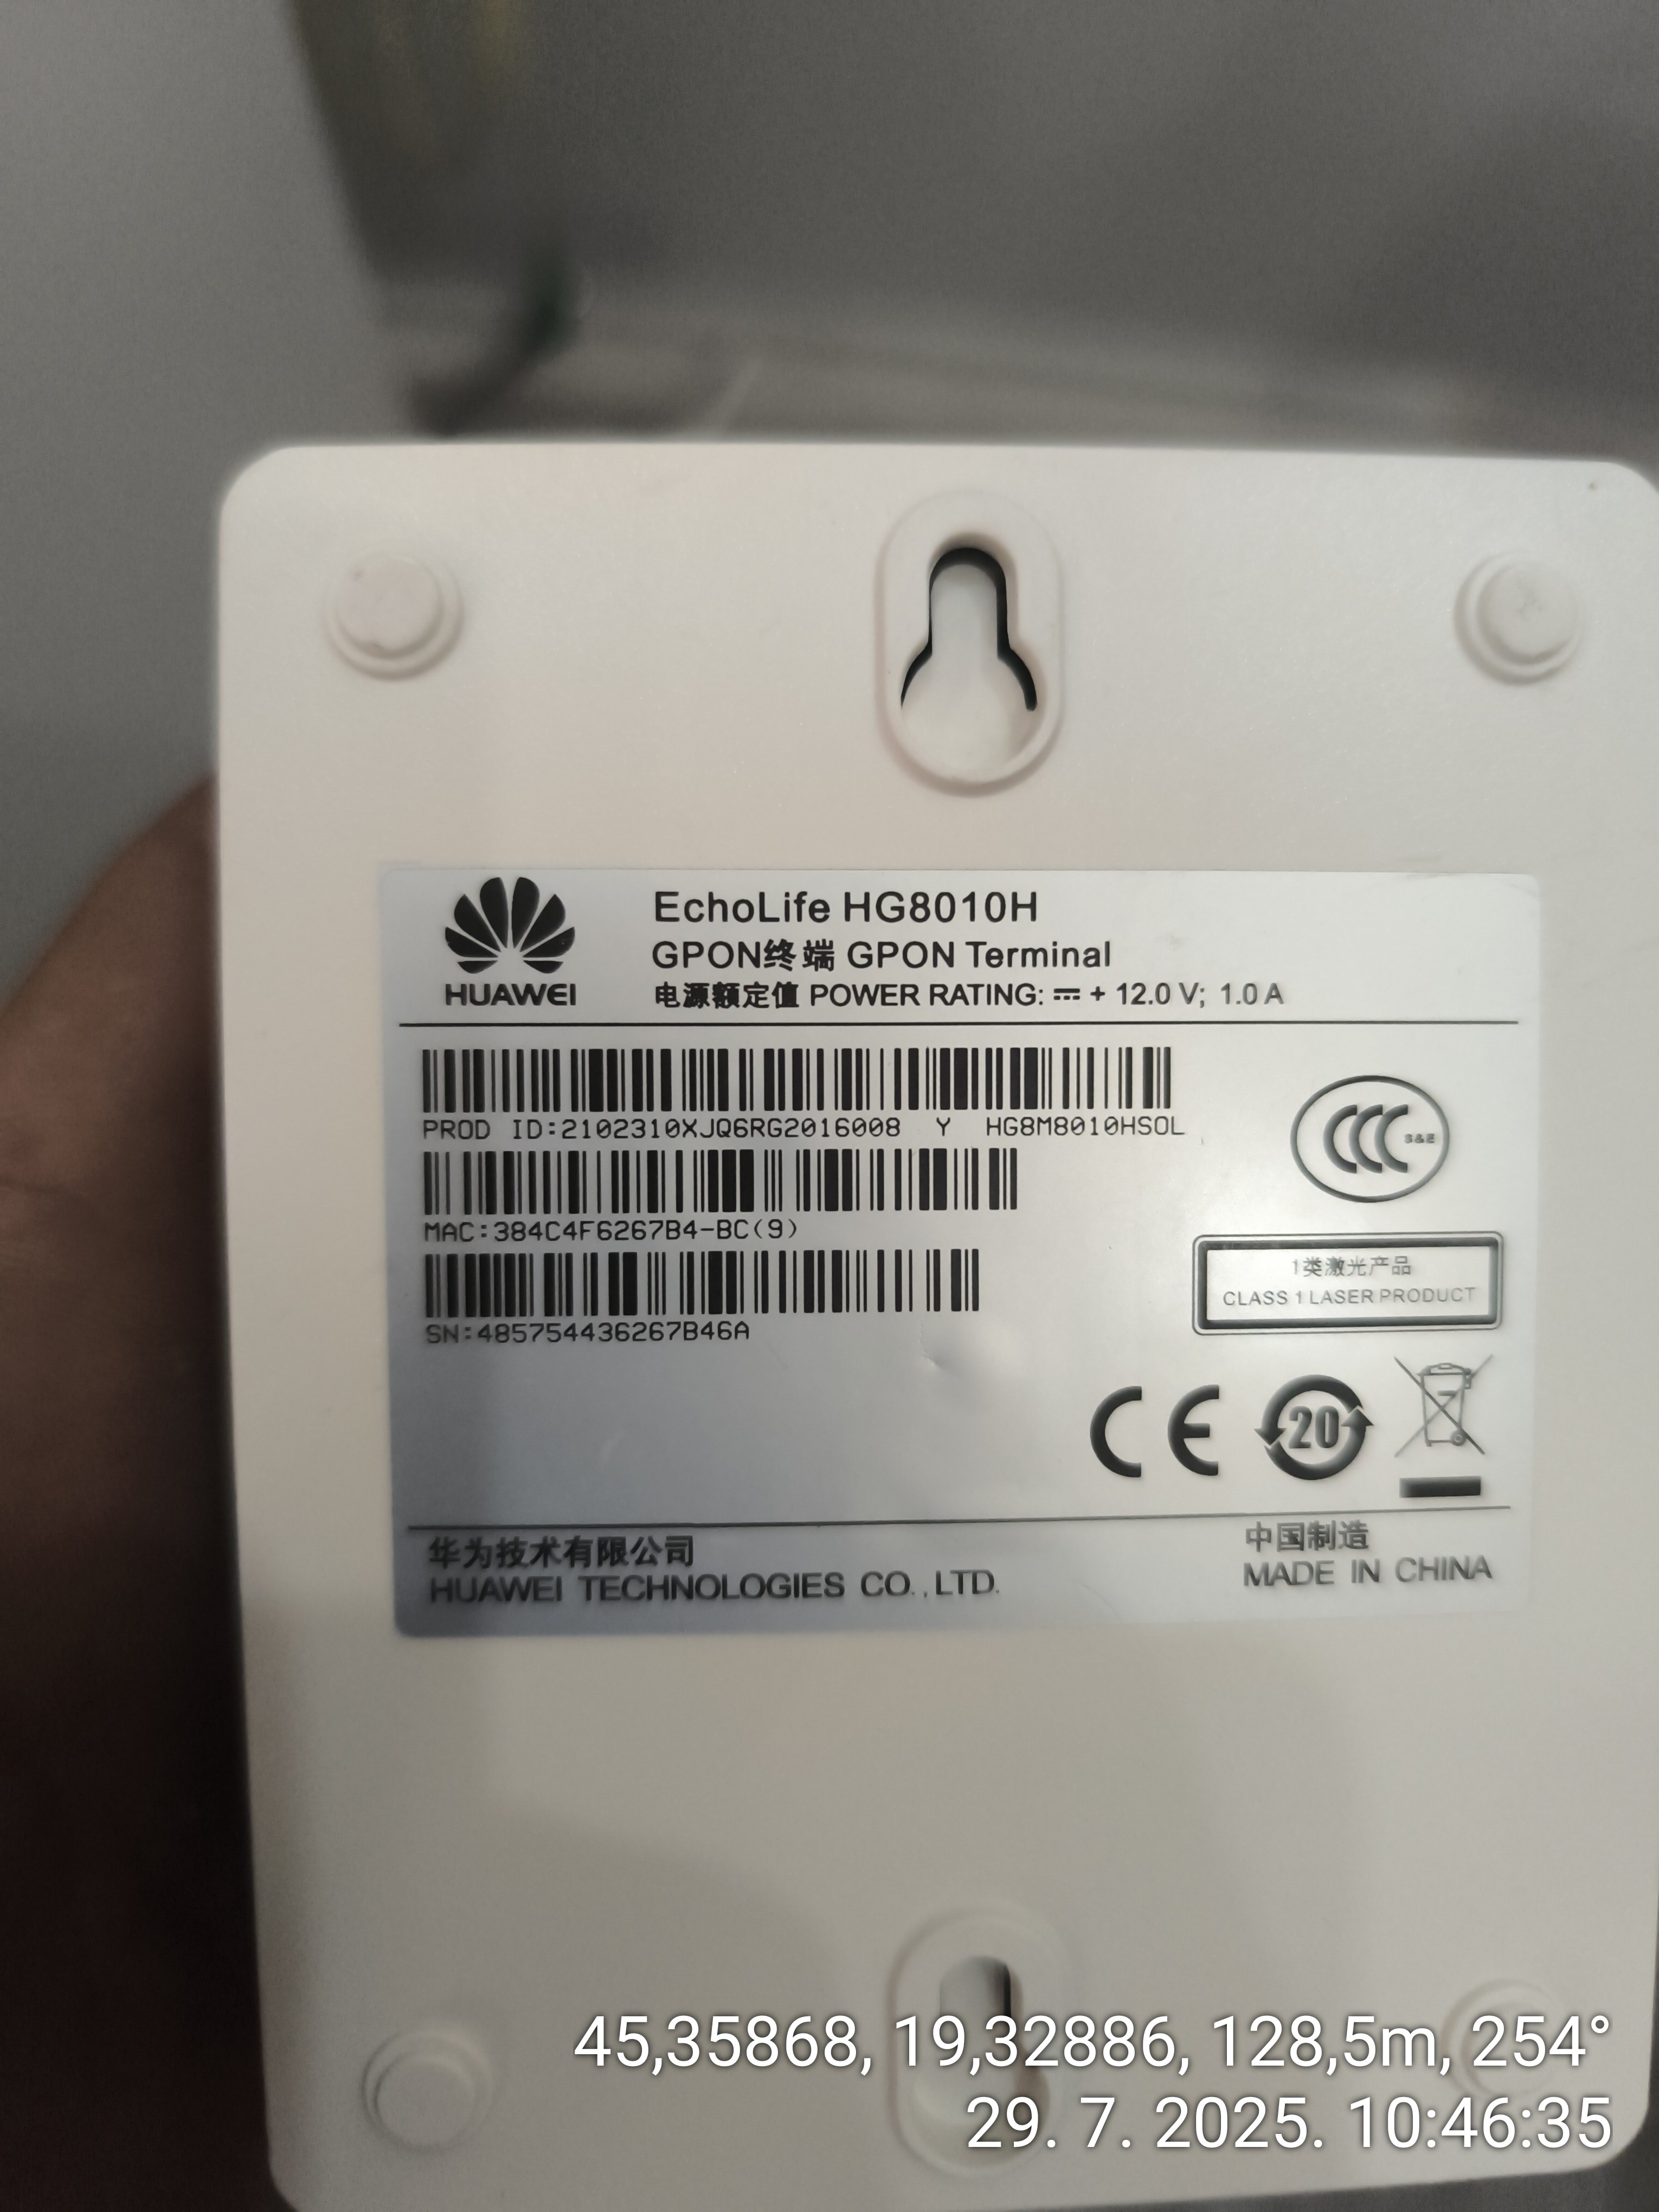 HUAWEI
EchoLife HG8010H
GPON终端 GPON Terminal
电源额定值 POWER RATING: ⎓ + 12.0 V; 1.0 A
PROD ID:2102310XJQ6RG2016008 Y HG8M8010HSOL
MAC:384C4F6267B4-BC(9)
SN:485754436267B46A
CCC S&E
1类激光产品
CLASS 1 LASER PRODUCT
CE 20
华为技术有限公司
HUAWEI TECHNOLOGIES CO.,LTD.
中国制造
MADE IN CHINA
45,35868, 19,32886, 128,5m, 254°
29. 7. 2025. 10:46:35